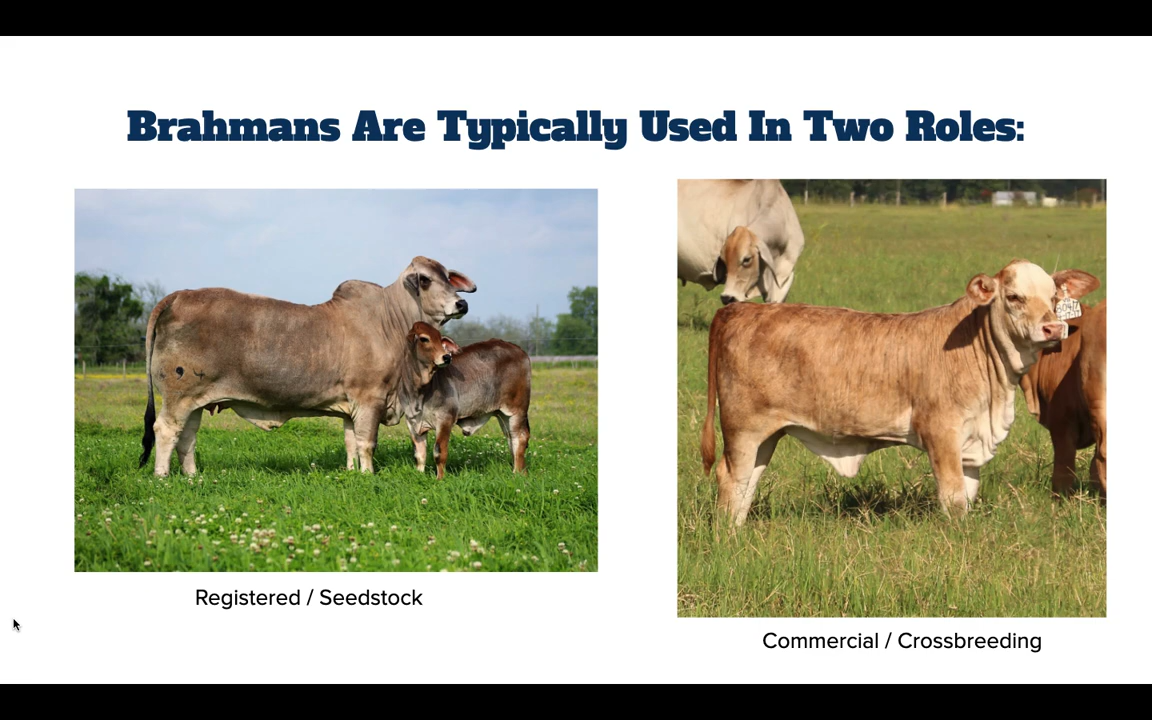 Brahmans Are Typically Used In Two Roles:
Registered / Seedstock
Commercial / Crossbreeding